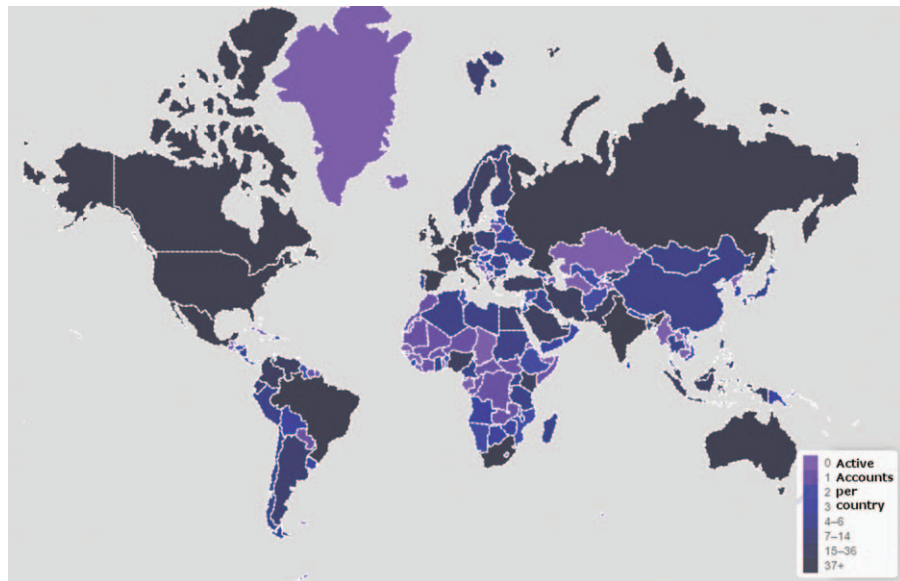 0 Active
1 Accounts
2 per
3 country
4–6
7–14
15–36
37+